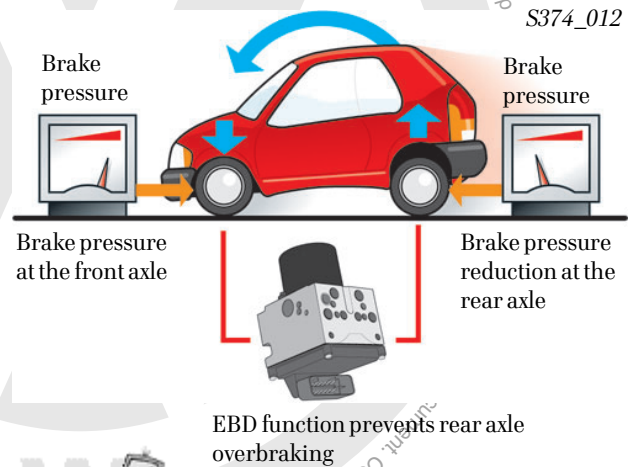 S374_012
Brake
pressure
Brake
pressure
Brake pressure
at the front axle
Brake pressure
reduction at the
rear axle
EBD function prevents rear axle
overbraking